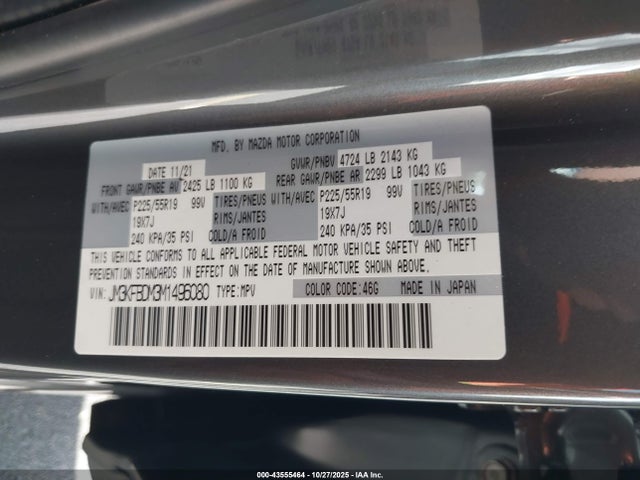 MFD. BY MAZDA MOTOR CORPORATION
DATE 11/21 GVWR/PNBV 4724 LB 2143 KG
FRONT GAWR/PNBE AV 2425 LB 1100 KG REAR GAWR/PNBE AR 2299 LB 1043 KG
WITH/AVEC P225/55R19 99V TIRES/PNEUS WITH/AVEC P225/55R19 99V TIRES/PNEUS
19X7J RIMS/JANTES 19X7J RIMS/JANTES
240 KPA/35 PSI COLD/A FROID 240 KPA/35 PSI COLD/A FROID
THIS VEHICLE CONFORMS TO ALL APPLICABLE FEDERAL MOTOR VEHICLE SAFETY AND THEFT
PREVENTION STANDARDS IN EFFECT ON THE DATE OF MANUFACTURE SHOWN ABOVE.
VIN: JM3KFBDM3M1496080 TYPE:MPV COLOR CODE:46G MADE IN JAPAN
000-43555464 - 10/27/2025 - IAA Inc.